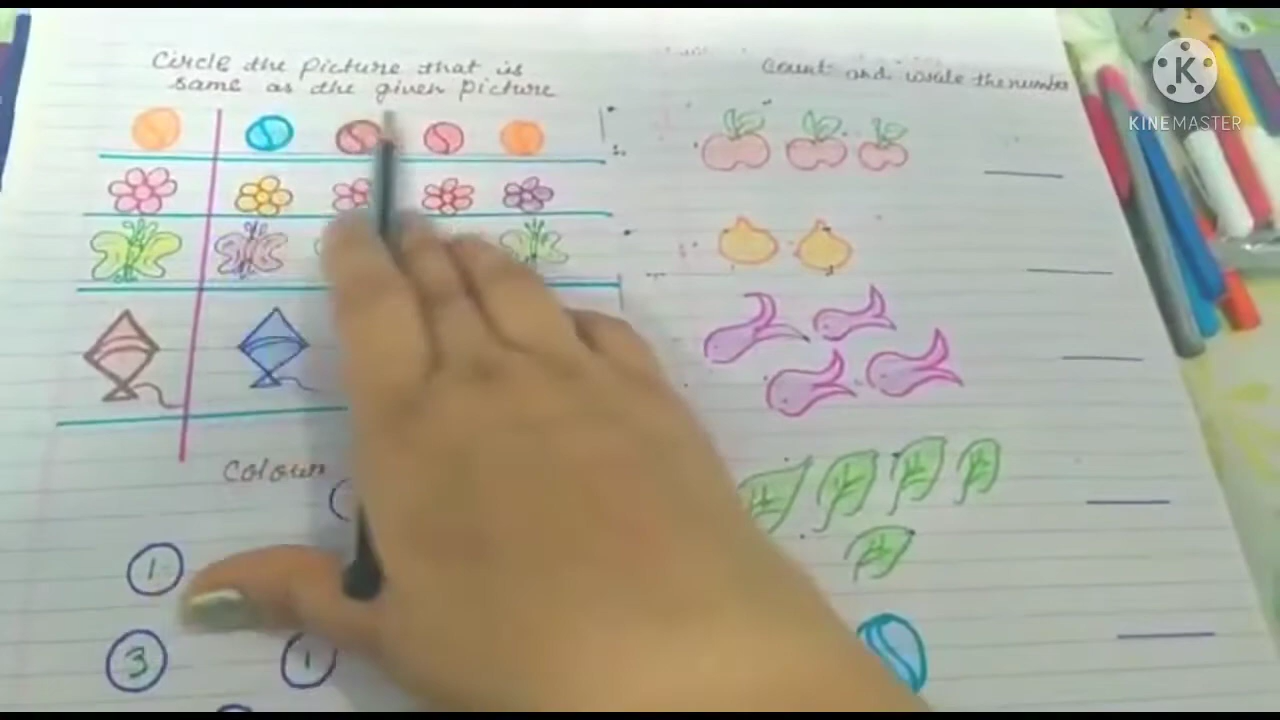 Circle the picture that is
same as the given picture
Count and write the number
Colour
1
3
1
K
KINEMASTER